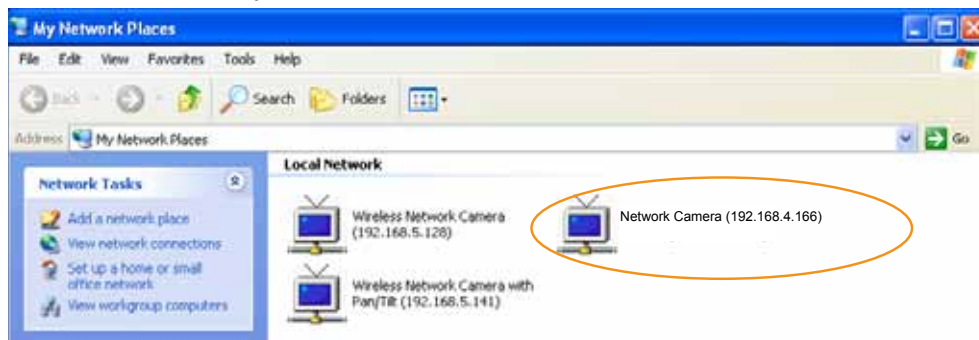 My Network Places
File Edit View Favorites Tools Help
Back Search Folders
Address My Network Places Go
Local Network
Network Tasks
Add a network place
View network connections
Set up a home or small
office network
View workgroup computers
Wireless Network Camera
(192.168.5.128)
Network Camera (192.168.4.166)
Wireless Network Camera with
Pan/Tilt (192.168.5.141)